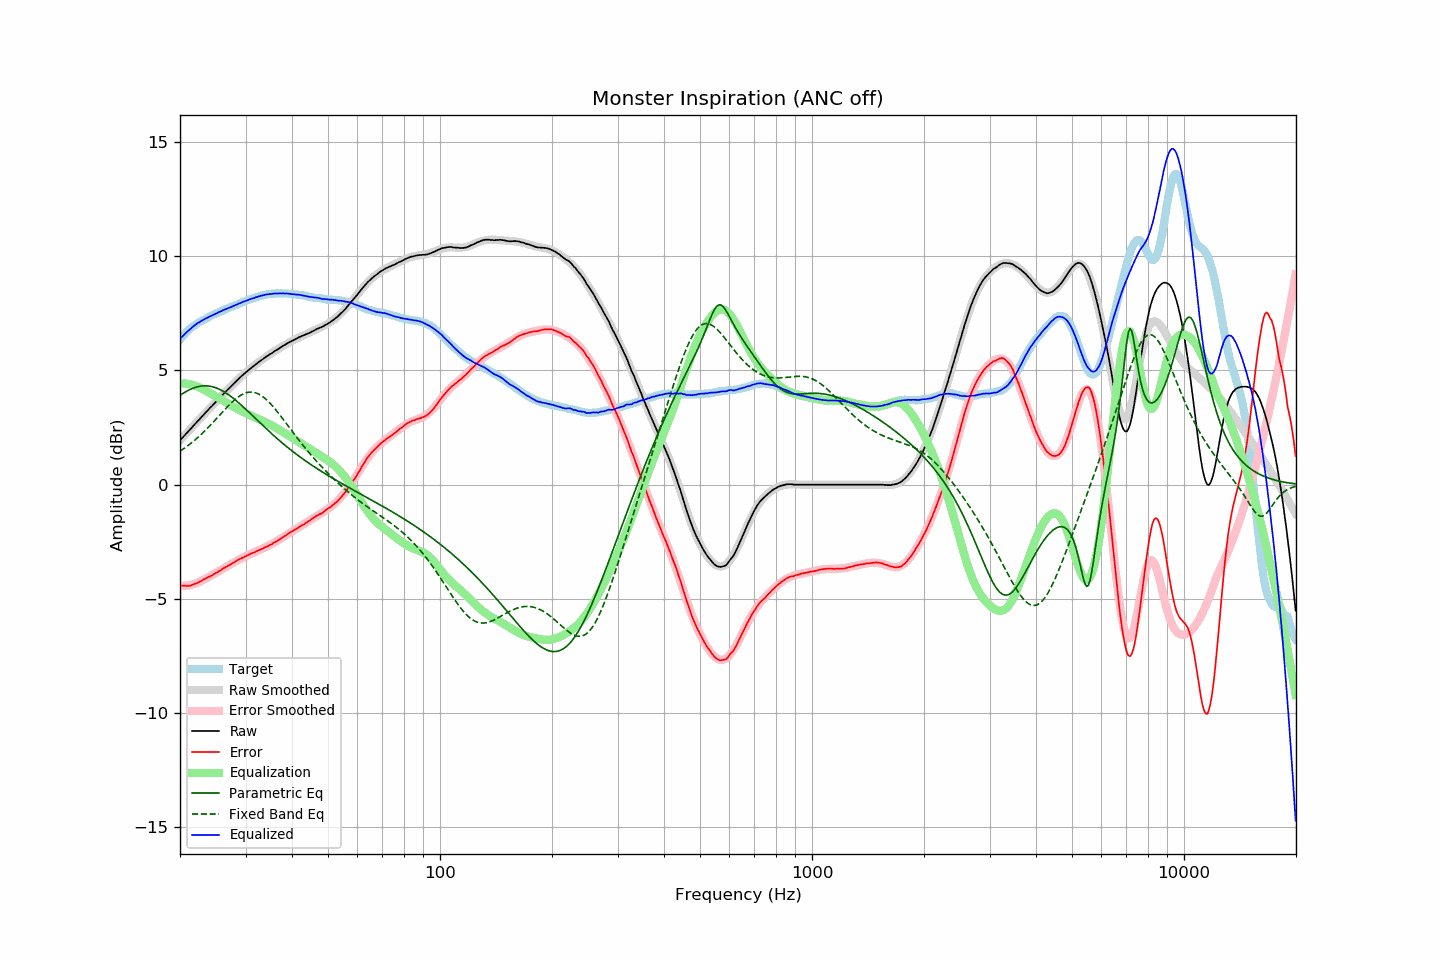 Monster Inspiration (ANC off)
15
10
5
0
−5
−10
−15
Amplitude (dBr)
Target
Raw Smoothed
Error Smoothed
Raw
Error
Equalization
Parametric Eq
Fixed Band Eq
Equalized
100 1000 10000
Frequency (Hz)